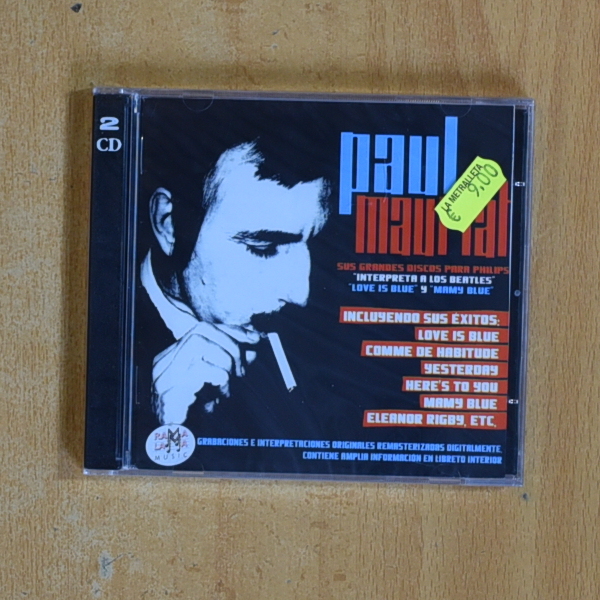 2
CD
paul
mauriat
LA METRALLETA
€ 9,00
SUS GRANDES DISCOS PARA PHILIPS
"INTERPRETA A LOS BEATLES"
"LOVE IS BLUE" Y "MAMY BLUE"
INCLUYENDO SUS ÉXITOS:
LOVE IS BLUE
COMME DE HABITUDE
YESTERDAY
HERE'S TO YOU
MAMY BLUE
ELEANOR RIGBY, ETC.
RAMA
LAMA
MUSIC
GRABACIONES E INTERPRETACIONES ORIGINALES REMASTERIZADOS DIGITALMENTE.
CONTIENE AMPLIA INFORMACION EN LIBRETO INTERIOR